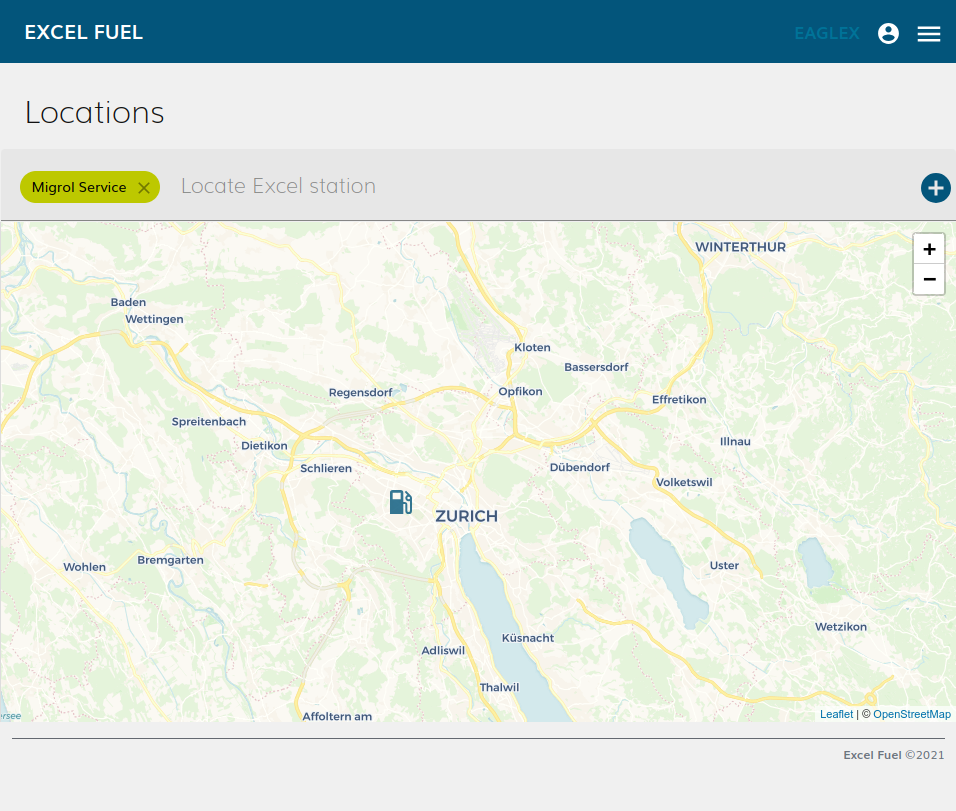 EXCEL FUEL
EAGLEX
Locations
Migrol Service
Locate Excel station
WINTERTHUR
+
−
Baden
Wettingen
Kloten
Bassersdorf
Regensdorf
Opfikon
Effretikon
Spreitenbach
Dietikon
Illnau
Schlieren
Dübendorf
Volketswil
ZURICH
Wohlen
Bremgarten
Uster
Wetzikon
Küsnacht
Adliswil
Thalwil
ersee
Affoltern am
Leaflet | © OpenStreetMap
Excel Fuel ©2021